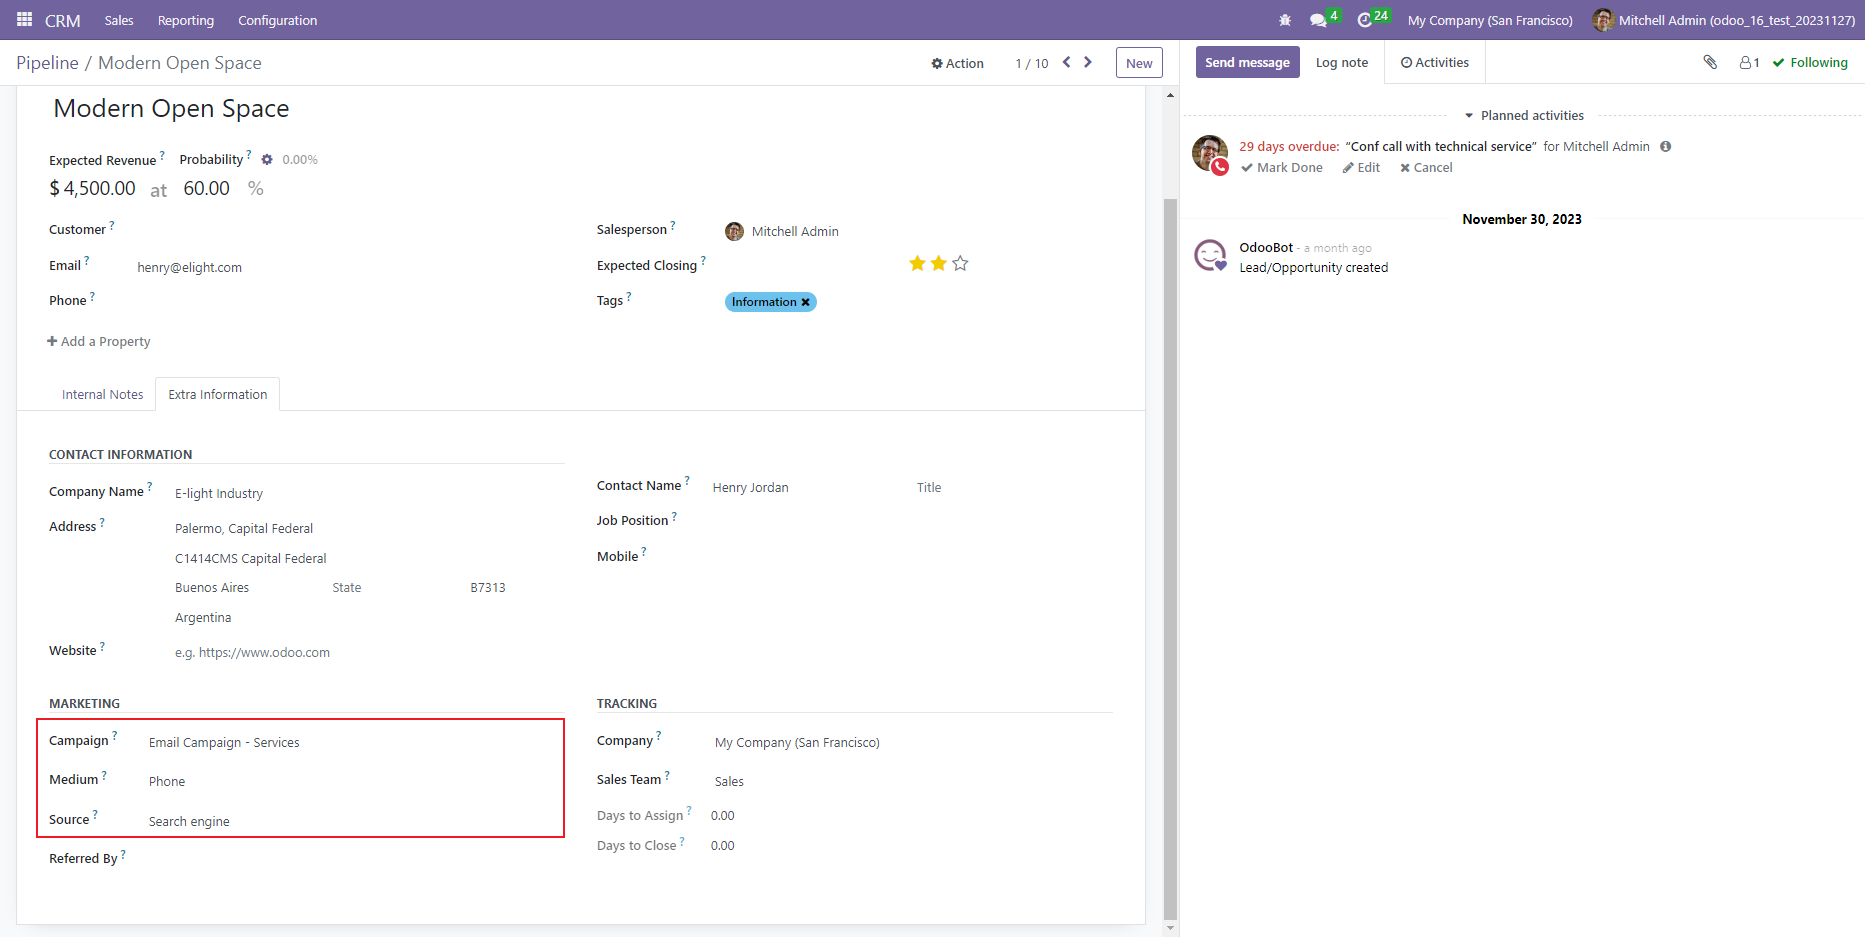 CRM Sales Reporting Configuration 4 24 My Company (San Francisco) Mitchell Admin (odoo_16_test_20231127)
Pipeline / Modern Open Space Action 1 / 10 New
Modern Open Space
Expected Revenue ? Probability ? 0.00%
$ 4,500.00 at 60.00 %
Customer ?
Email ? henry@elight.com
Phone ?
Salesperson ? Mitchell Admin
Expected Closing ?
Tags ? Information
Add a Property
Internal Notes Extra Information
CONTACT INFORMATION
Company Name ? E-light Industry
Address ? Palermo, Capital Federal
C1414CMS Capital Federal
Buenos Aires State B7313
Argentina
Website ? e.g. https://www.odoo.com
Contact Name ? Henry Jordan Title
Job Position ?
Mobile ?
MARKETING
Campaign ? Email Campaign - Services
Medium ? Phone
Source ? Search engine
Referred By ?
TRACKING
Company ? My Company (San Francisco)
Sales Team ? Sales
Days to Assign ? 0.00
Days to Close ? 0.00
Send message Log note Activities 1 Following
Planned activities
29 days overdue: “Conf call with technical service” for Mitchell Admin
Mark Done Edit Cancel
November 30, 2023
OdooBot - a month ago
Lead/Opportunity created